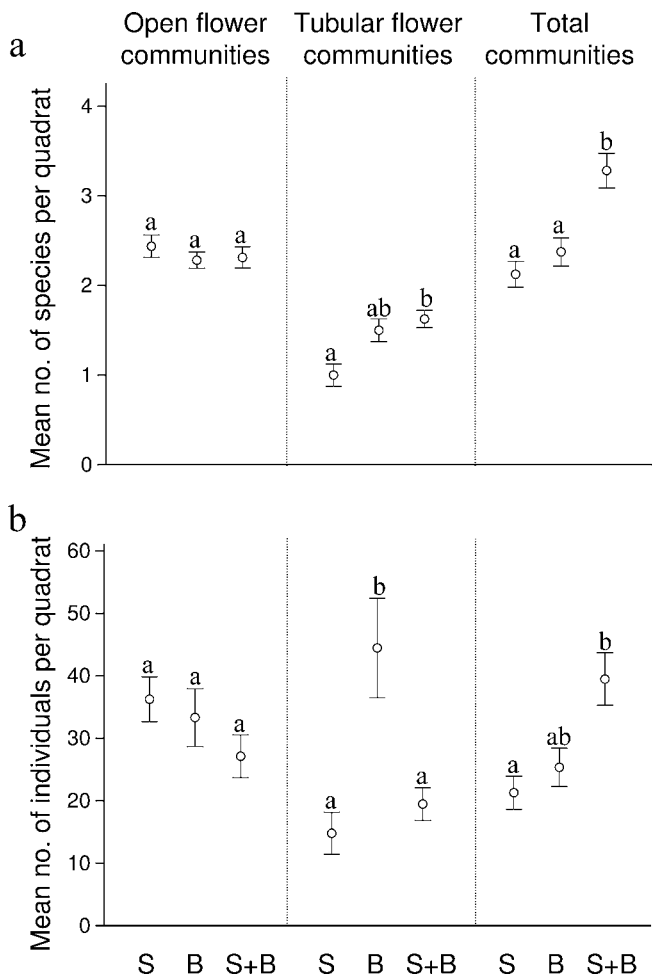 a
Open flower communities
Tubular flower communities
Total communities
Mean no. of species per quadrat
4
3
2
1
0
a
a
a
a
ab
b
a
a
b
b
Mean no. of individuals per quadrat
60
50
40
30
20
10
0
a
a
a
a
b
a
a
ab
b
S
B
S+B
S
B
S+B
S
B
S+B